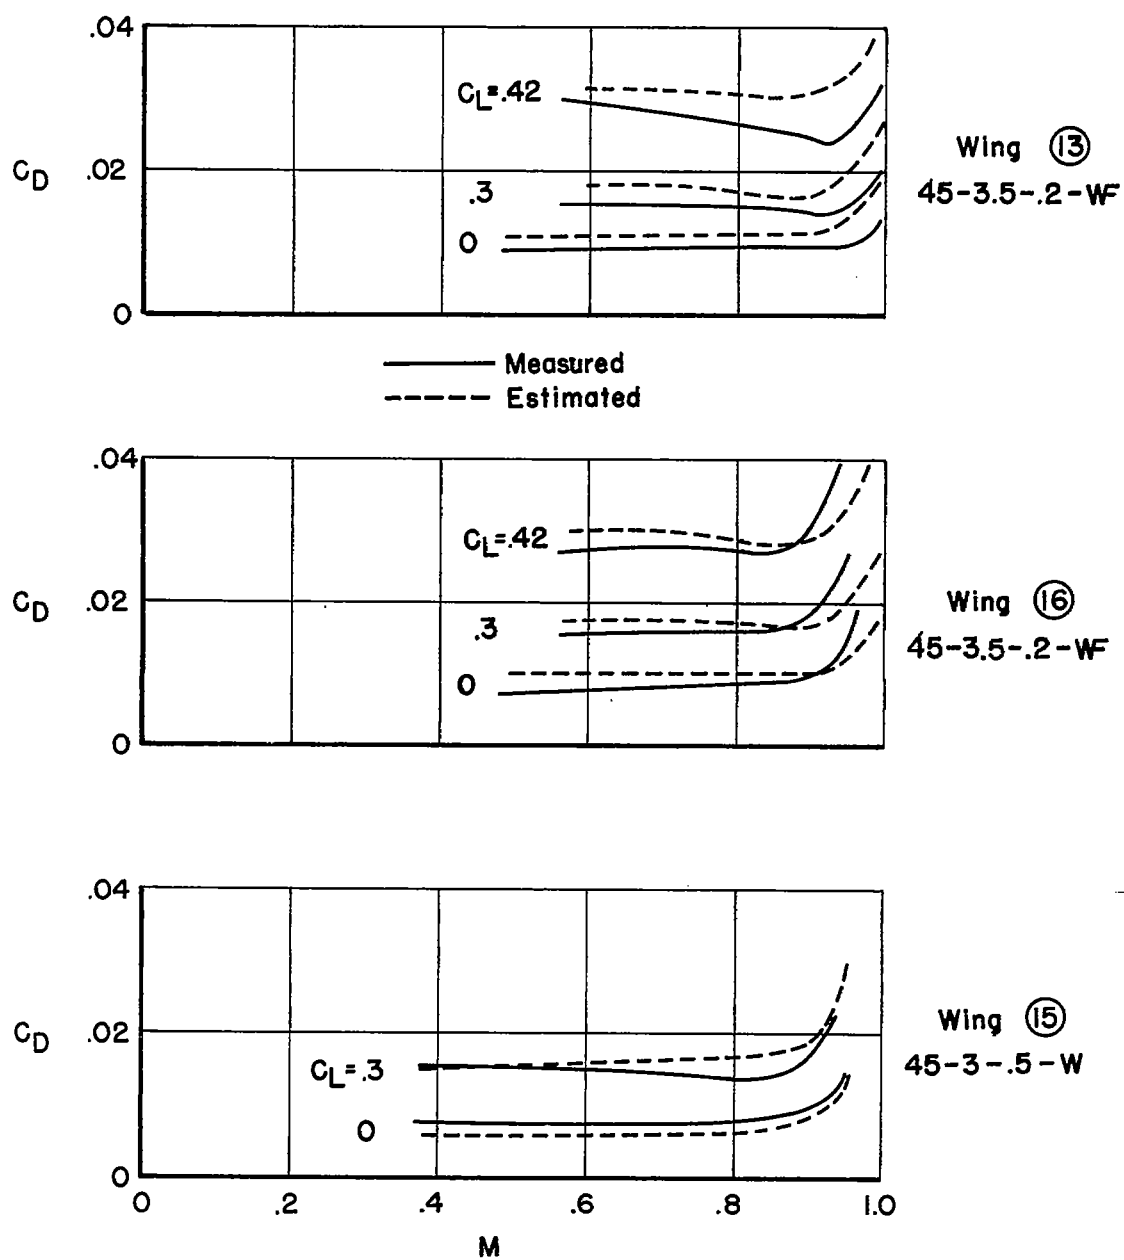 .04
C_L=.42
C_D
.02
.3
0
0
Wing ⑬
45-3.5-.2-WF
Measured
Estimated
.04
C_L=.42
C_D
.02
.3
0
0
Wing ⑯
45-3.5-.2-WF
.04
C_D
.02
C_L=.3
0
0
Wing ⑮
45-3-.5-W
0 .2 .4 .6 .8 1.0
M